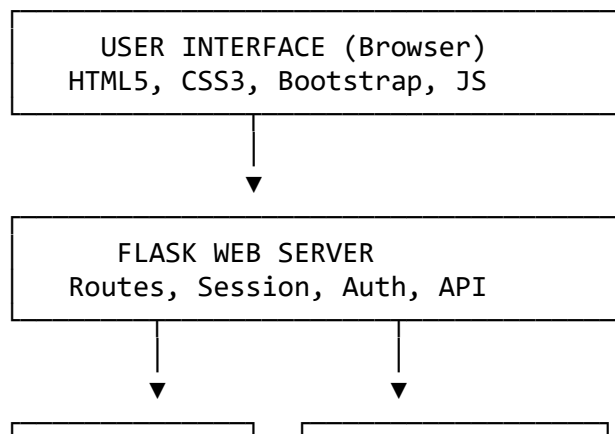 USER INTERFACE (Browser)
HTML5, CSS3, Bootstrap, JS
FLASK WEB SERVER
Routes, Session, Auth, API